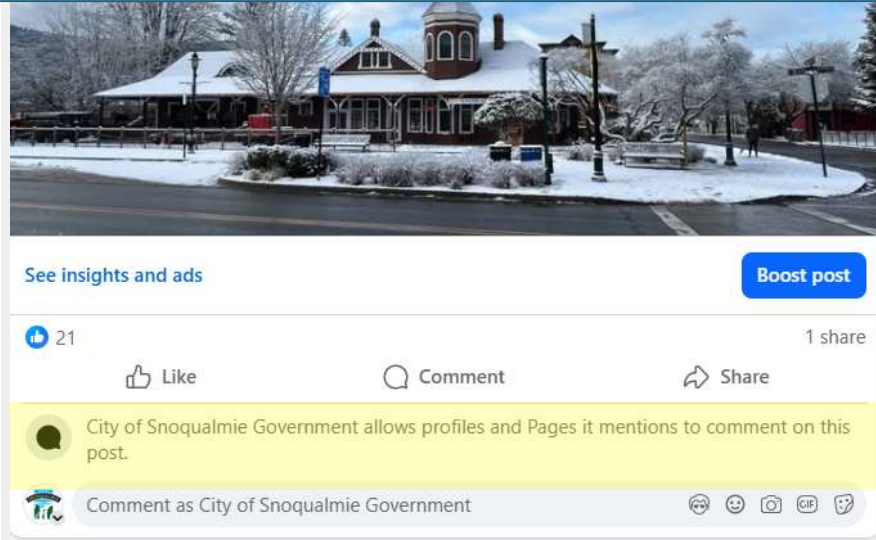 See insights and ads
Boost post
21
1 share
Like
Comment
Share
City of Snoqualmie Government allows profiles and Pages it mentions to comment on this
post.
Comment as City of Snoqualmie Government
GIF